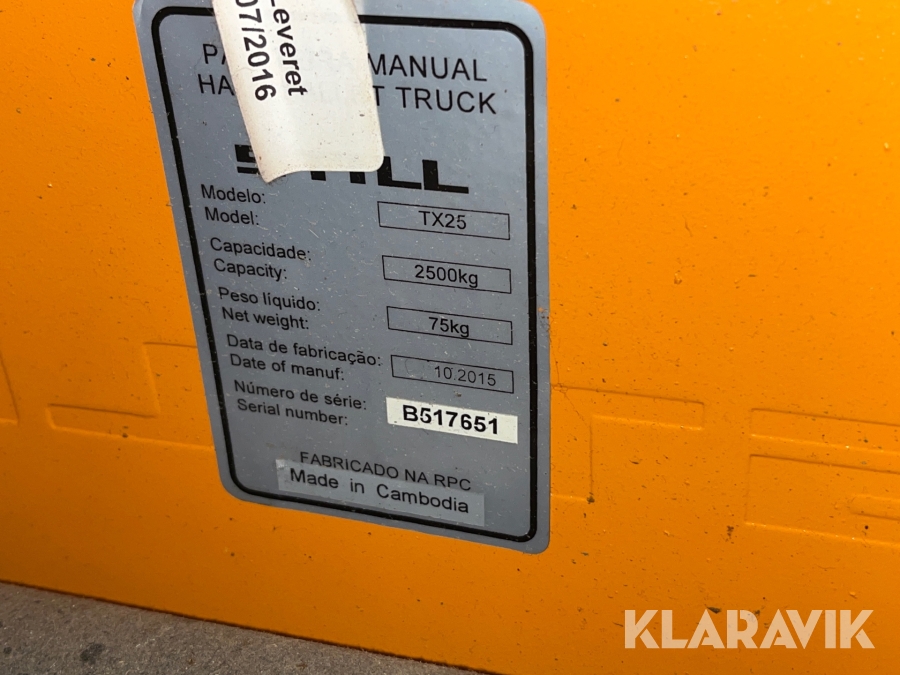 Leveret
07/2016
MANUAL
TRUCK
Modelo:
Model:
TX25
Capacidade:
Capacity:
2500kg
Peso líquido:
Net weight:
75kg
Data de fabricação:
Date of manuf:
10.2015
Número de série:
Serial number:
B517651
FABRICADO NA RPC
Made in Cambodia
KLARAVIK